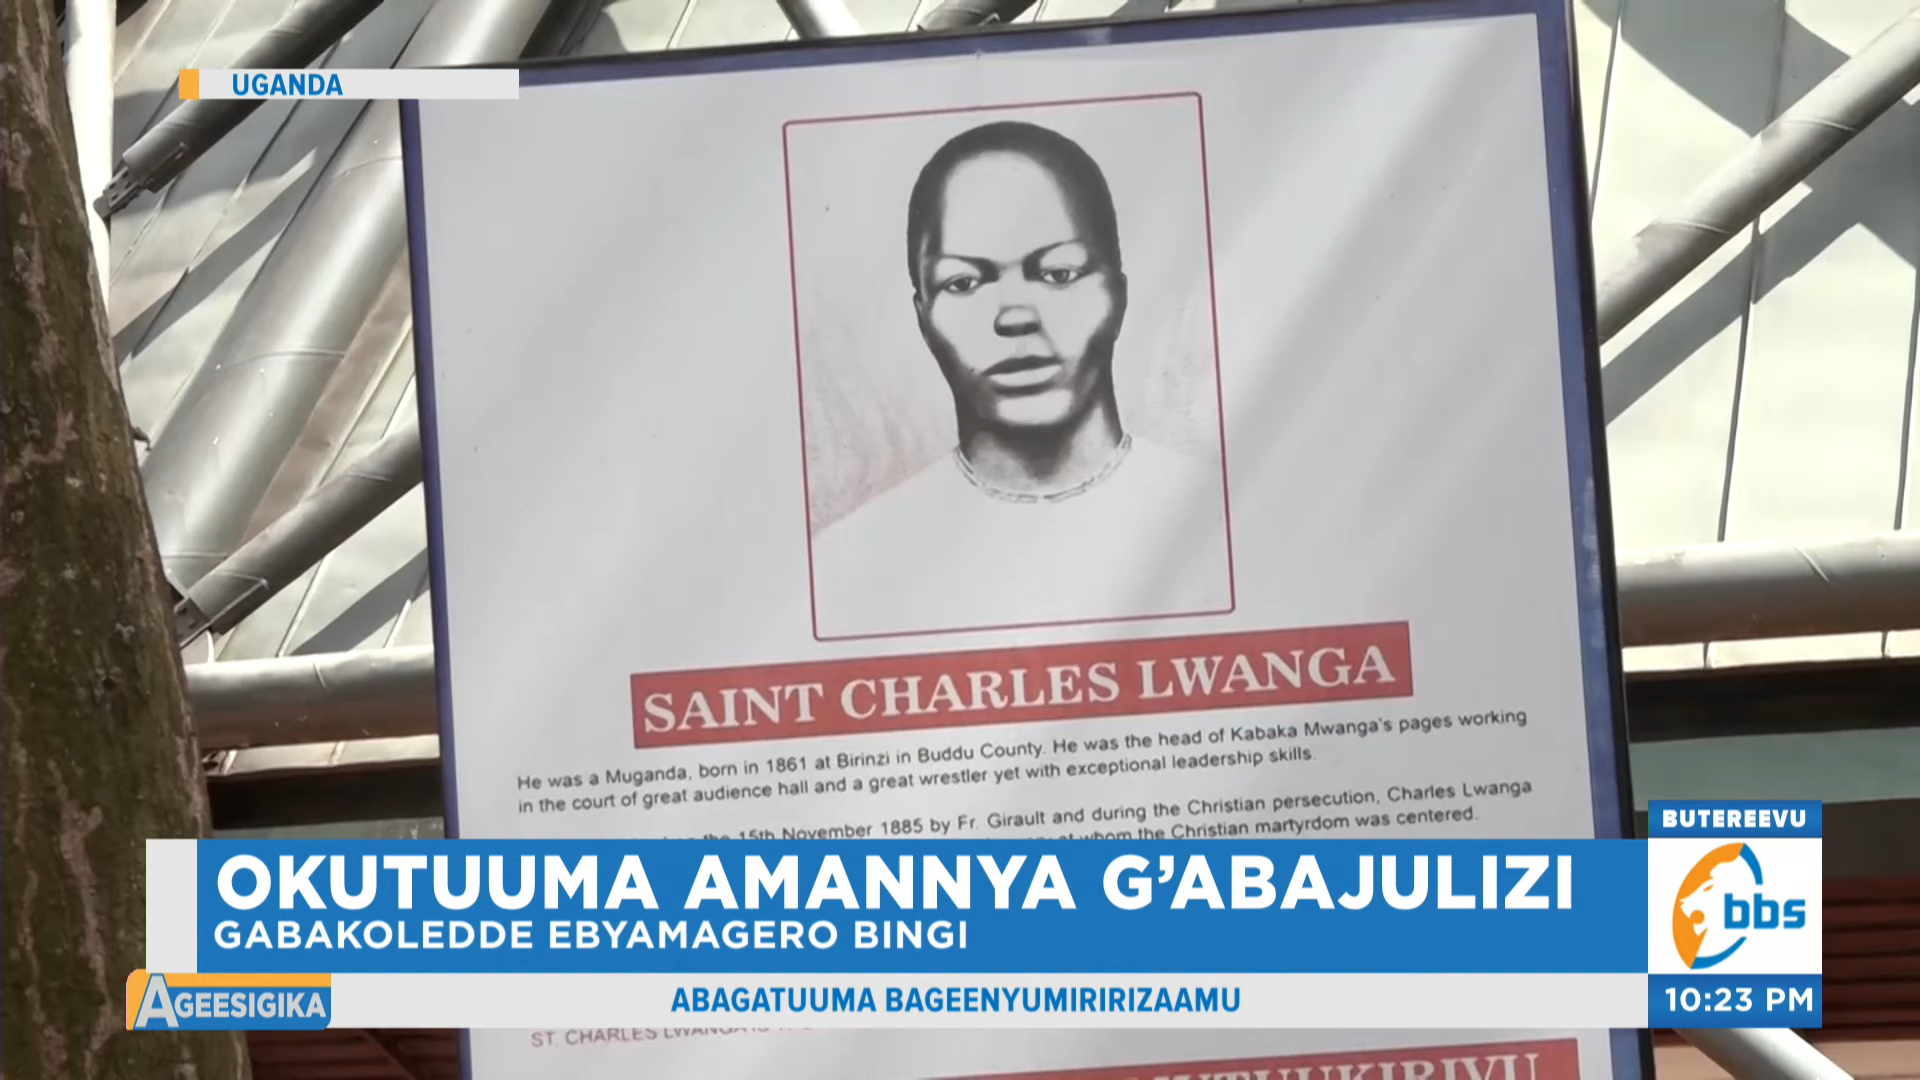 UGANDA
SAINT CHARLES LWANGA
He was a Muganda, born in 1861 at Birinzi in Buddu County. He was the head of Kabaka Mwanga's pages working
in the court of great audience hall and a great wrestler yet with exceptional leadership skills.
the 15th November 1885 by Fr. Girault and during the Christian persecution, Charles Lwanga
whom the Christian martyrdom was centered.
BUTEREEVU
bbs
10:23 PM
OKUTUUMA AMANNYA G'ABAJULIZI
GABAKOLEDDE EBYAMAGERO BINGI
AGEESIGIKA
ABAGATUUMA BAGEENYUMIRIRIZAAMU
ST. CHARLES LWANGA